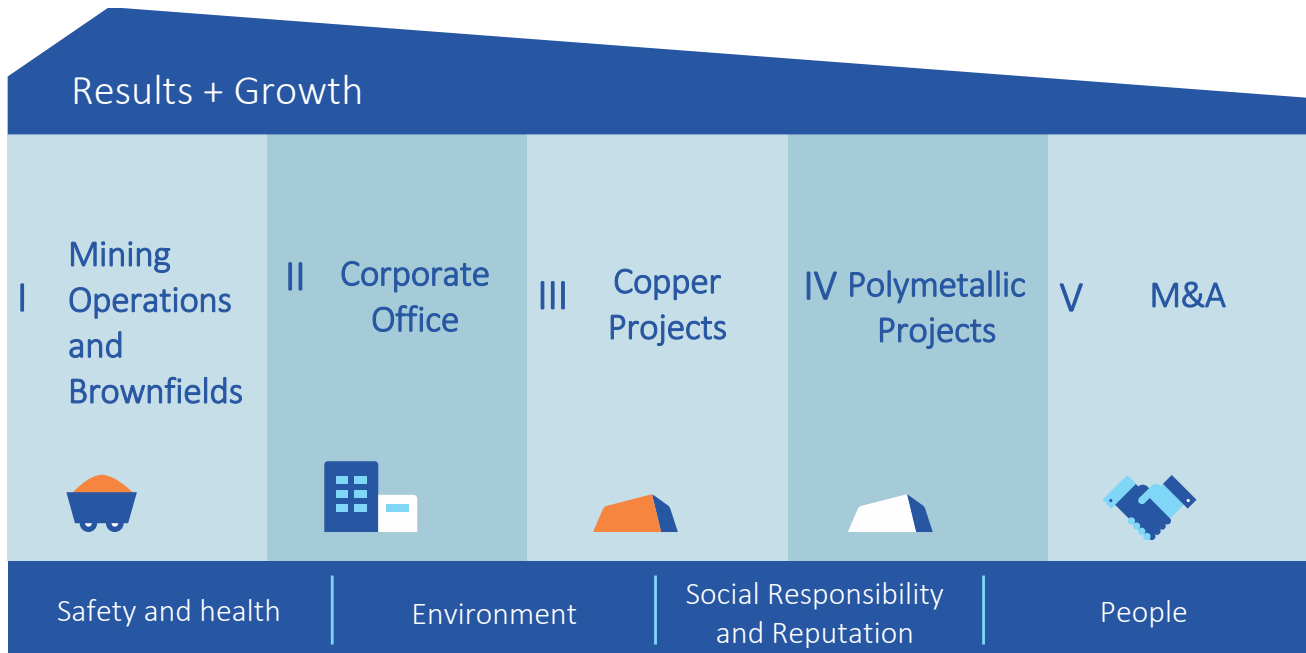 Results + Growth
I
Mining
Operations
and
Brownfields
II
Corporate
Office
III
Copper
Projects
IV
Polymetallic
Projects
V
M&A
Safety and health
Environment
Social Responsibility
and Reputation
People